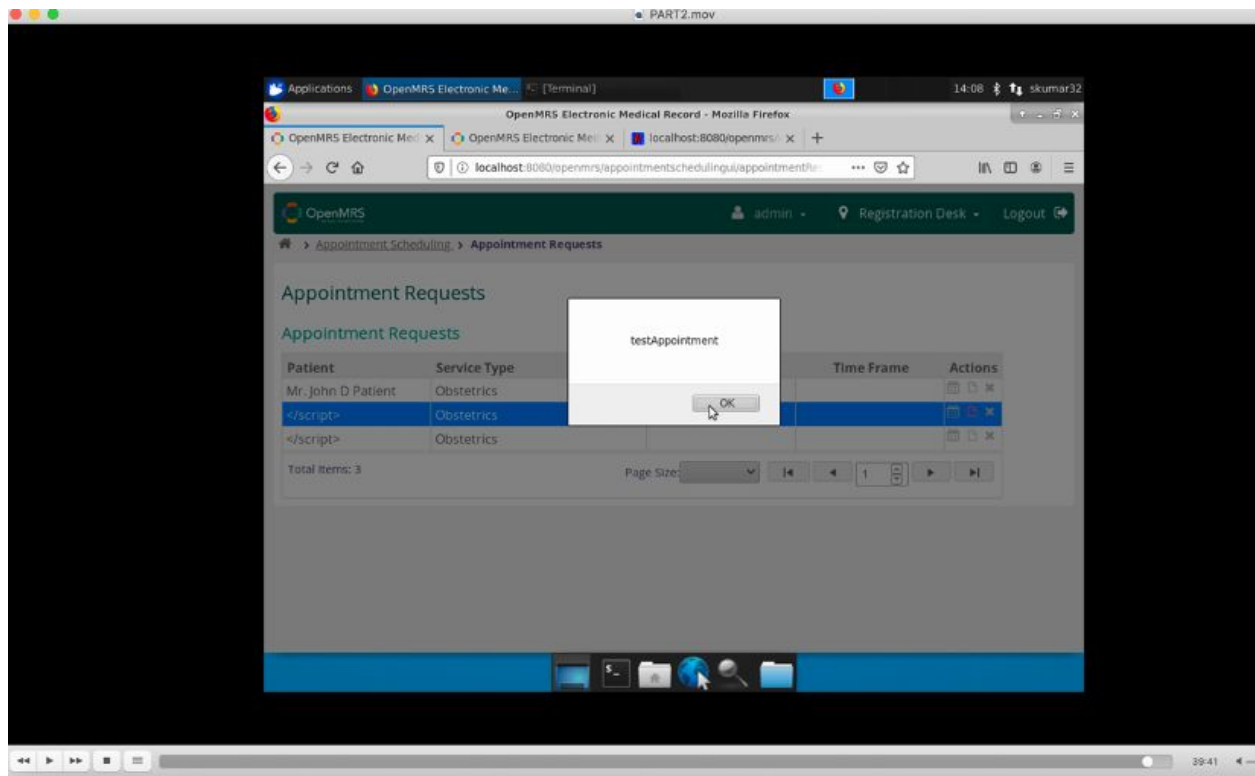 PART2.mov
Applications OpenMRS Electronic Me... [Terminal] 14:08 skumar32
OpenMRS Electronic Medical Record - Mozilla Firefox
OpenMRS Electronic Med OpenMRS Electronic Med localhost:8080/openmrs/
localhost:8080/openmrs/appointmentschedulingui/appointmentRe
OpenMRS admin Registration Desk Logout
Appointment Scheduling Appointment Requests
Appointment Requests
Appointment Requests
testAppointment
OK
Patient Service Type Time Frame Actions
Mr. John D Patient Obstetrics
</script> Obstetrics
</script> Obstetrics
Total Items: 3 Page Size: 1
39:41